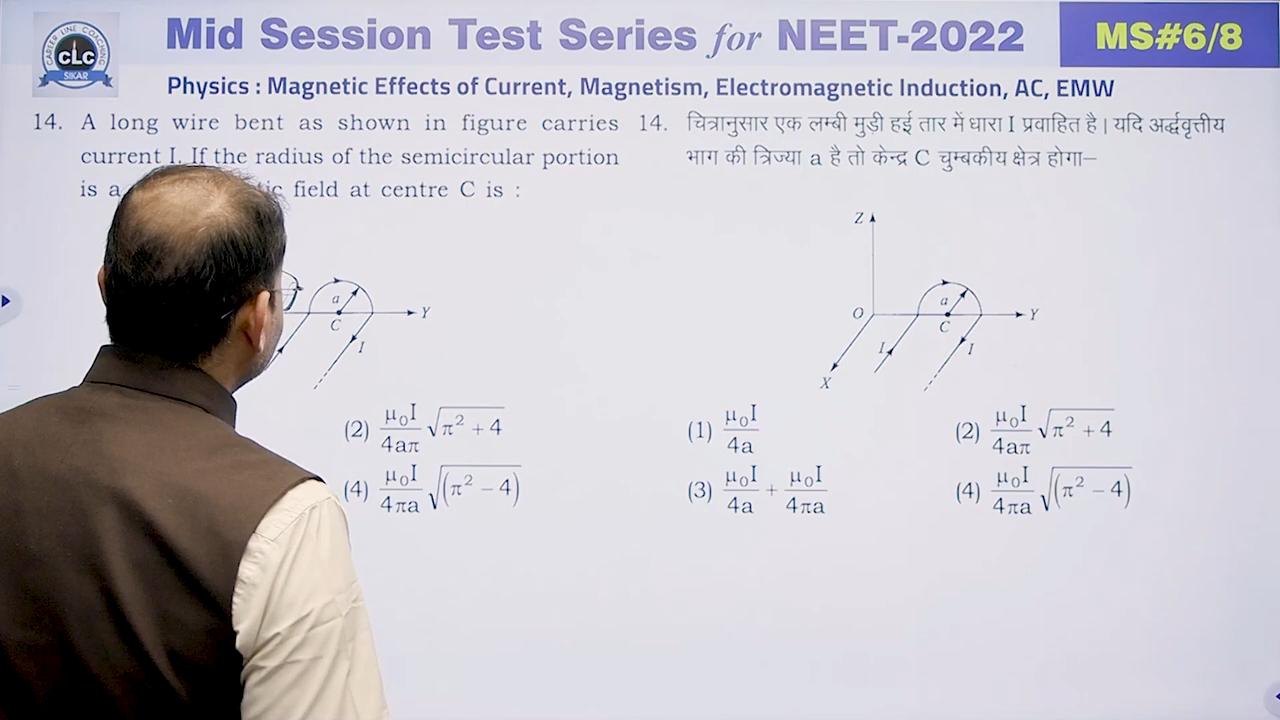 CAREER LINE COACHING
CLC
SIKAR
Mid Session Test Series for NEET-2022
MS#6/8
Physics : Magnetic Effects of Current, Magnetism, Electromagnetic Induction, AC, EMW
14. A long wire bent as shown in figure carries
current I. If the radius of the semicircular portion
is a field at centre C is :
a
C
Y
I
(2) μ₀I/4aπ √(π² + 4)
(4) μ₀I/4πa √((π² − 4))
14. चित्रानुसार एक लम्बी मुड़ी हुई तार में धारा I प्रवाहित है। यदि अर्द्धवृत्तीय
भाग की त्रिज्या a है तो केन्द्र C चुम्बकीय क्षेत्र होगा–
Z
a
O
C
Y
I
I
X
(1) μ₀I/4a
(2) μ₀I/4aπ √(π² + 4)
(3) μ₀I/4a + μ₀I/4πa
(4) μ₀I/4πa √((π² − 4))